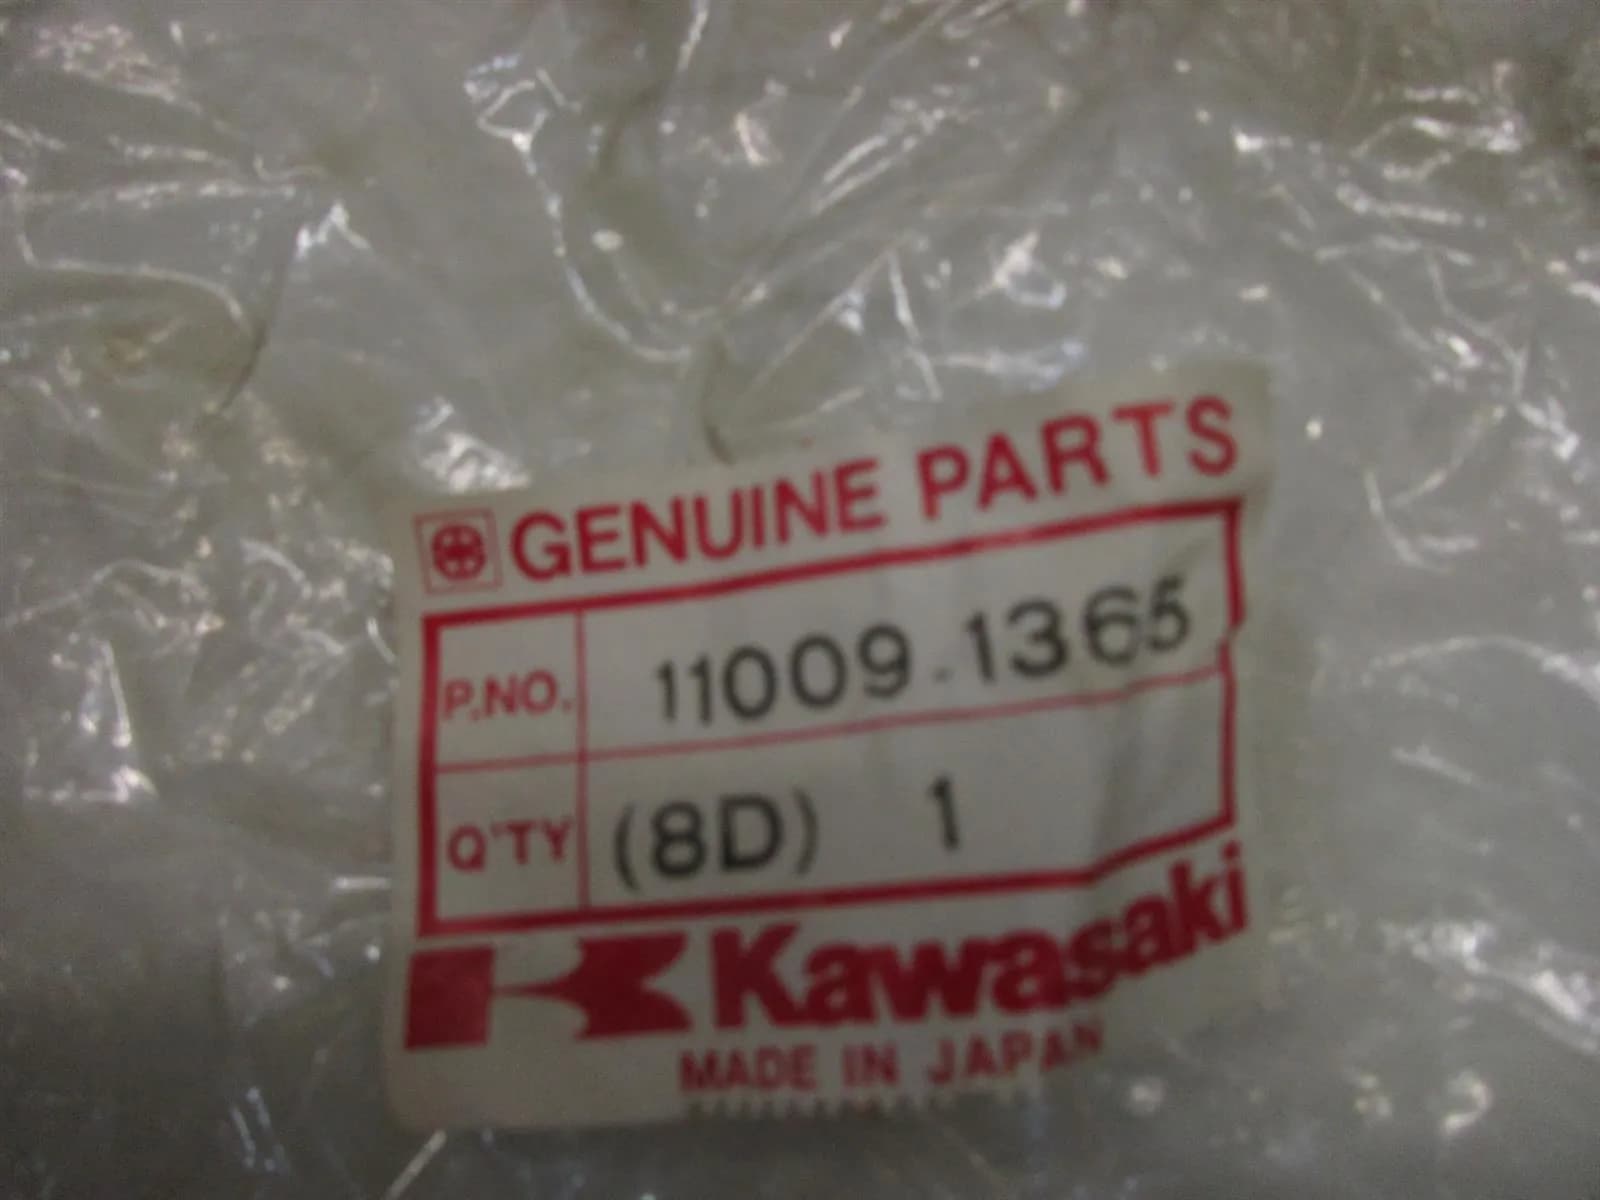 GENUINE PARTS
P.NO. 11009-1365
Q'TY (8D) 1
Kawasaki
MADE IN JAPAN